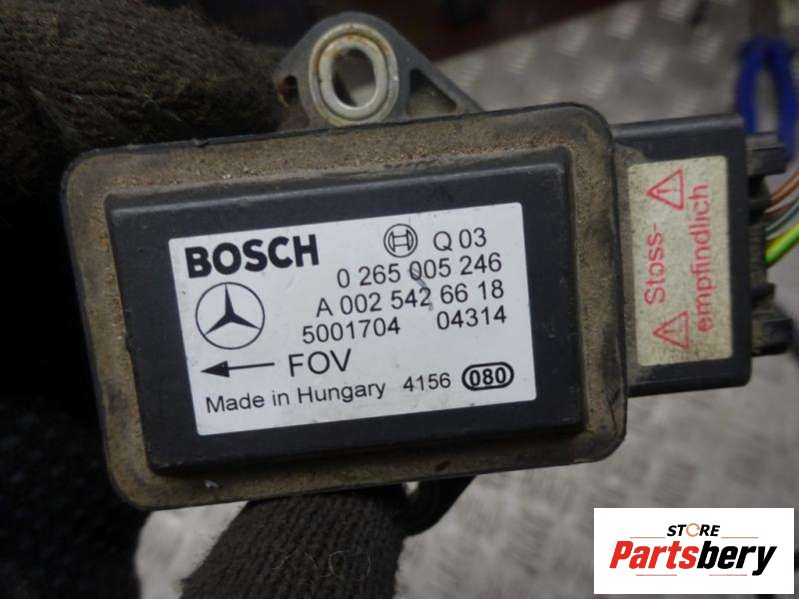 BOSCH Q 03
0 265 005 246
A 002 542 66 18
5001704 04314
FOV
Made in Hungary 4156 080
Stoss-
empfindlich
STORE
Partsbery